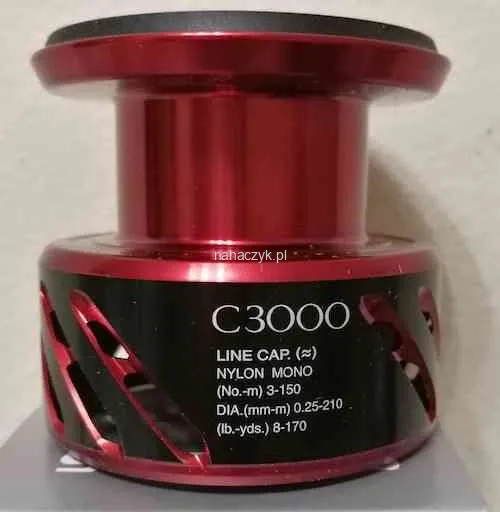 nahaczyk.pl
C3000
LINE CAP. (≈)
NYLON MONO
(No.-m) 3-150
DIA.(mm-m) 0.25-210
(lb.-yds.) 8-170